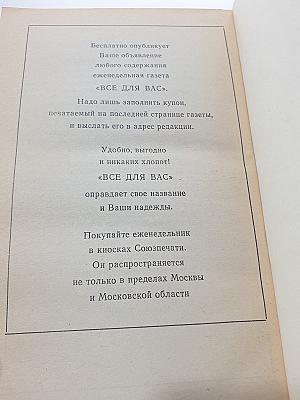 Бесплатно опубликует
Ваше объявление
любого содержания
еженедельная газета
«ВСЕ ДЛЯ ВАС».
Надо лишь заполнить купон,
печатаемый на последней странице газеты,
и выслать его в адрес редакции.
Удобно, выгодно
и никаких хлопот!
«ВСЕ ДЛЯ ВАС»
оправдает свое название
и Ваши надежды.
Покупайте еженедельник
в киосках Союзпечати.
Он распространяется
не только в пределах Москвы
и Московской области